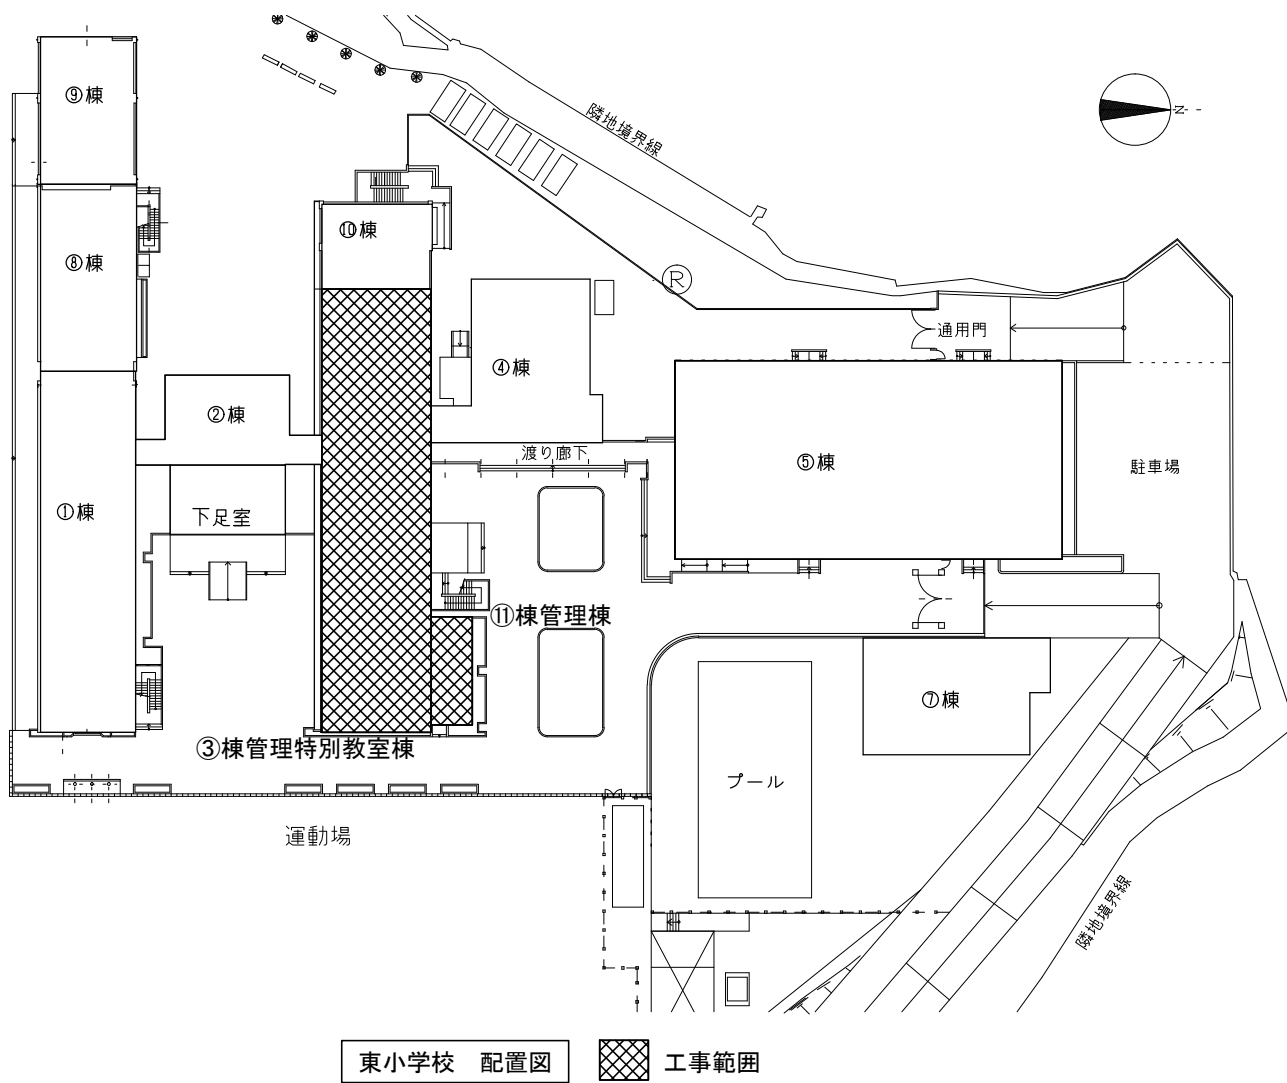 ⑨棟
隣地境界線
N
⑩棟
⑧棟
R
通用門
④棟
②棟
渡り廊下
⑤棟
駐車場
①棟
下足室
⑪棟管理棟
⑦棟
③棟管理特別教室棟
プール
運動場
隣地境界線
東小学校 配置図
工事範囲